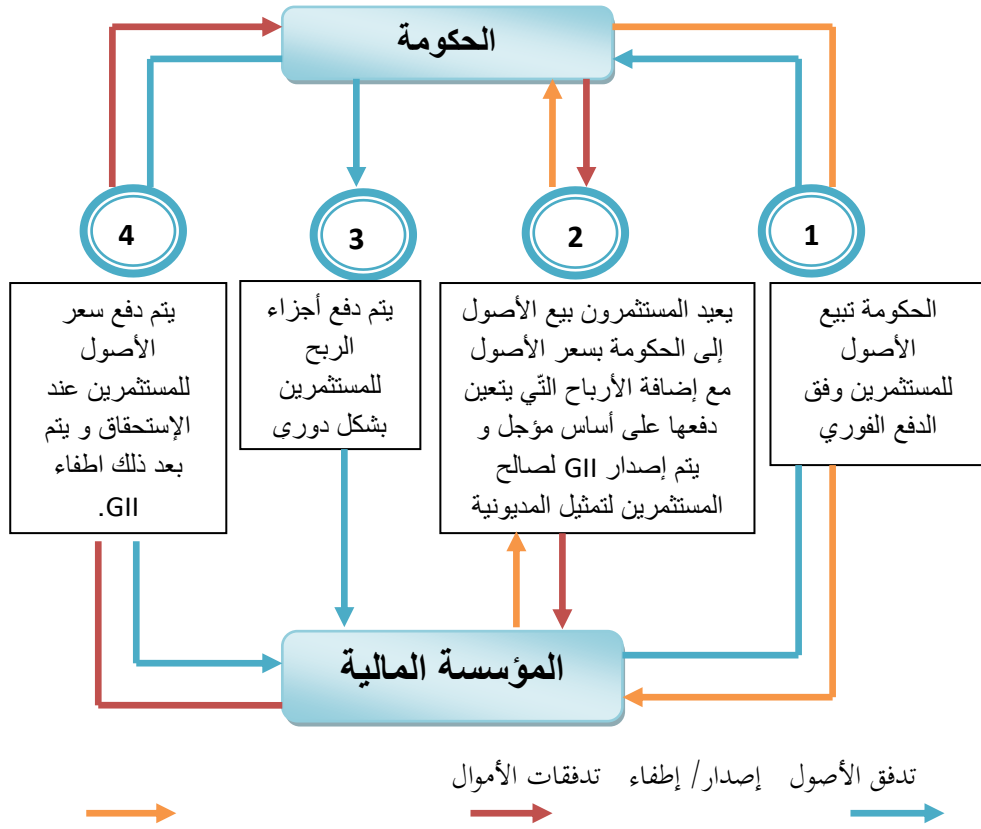 الحكومة
1
الحكومة تبيع
الأصول
للمستثمرين وفق
الدفع الفوري
2
يعيد المستثمرون بيع الأصول
إلى الحكومة بسعر الأصول
مع إضافة الأرباح التّي يتعين
دفعها على أساس مؤجل و
يتم إصدار GII لصالح
المستثمرين لتمثيل المديونية
3
يتم دفع أجزاء
الربح
للمستثمرين
بشكل دوري
4
يتم دفع سعر
الأصول
للمستثمرين عند
الإستحقاق و يتم
بعد ذلك اطفاء
GII.
المؤسسة المالية
تدفق الأصول إصدار/ إطفاء تدفقات الأموال